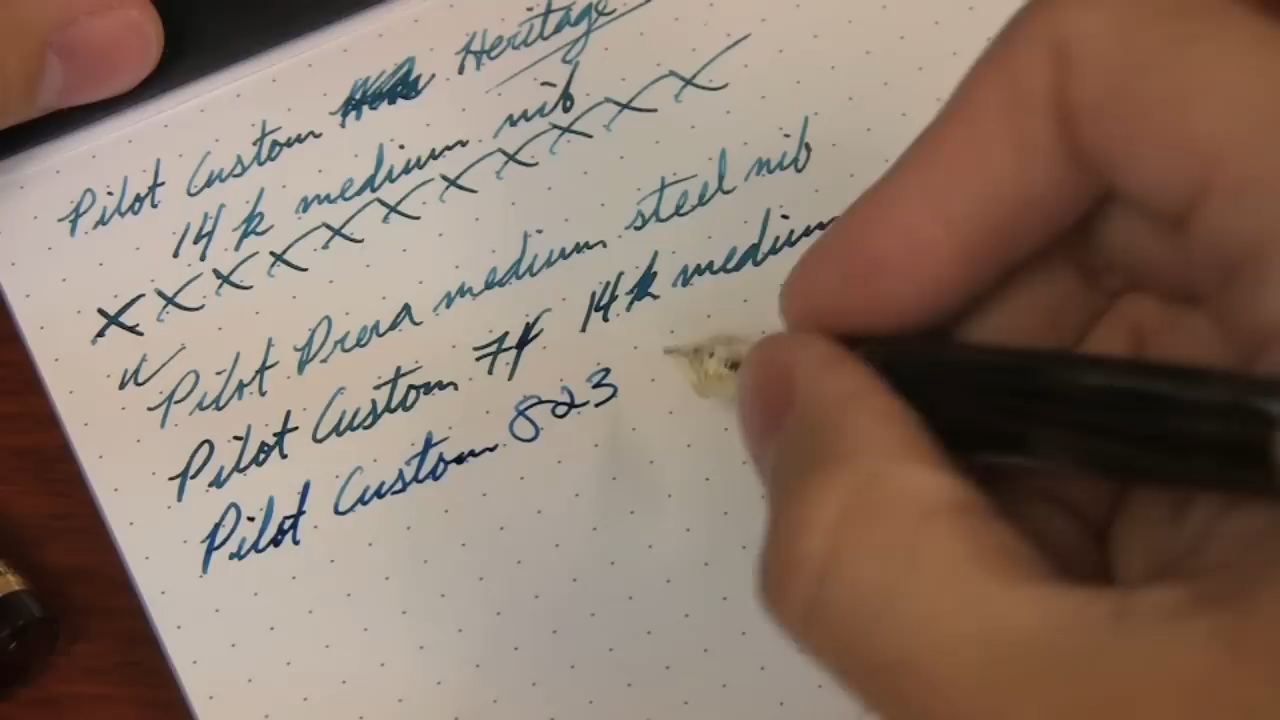 Pilot Custom Heritage
14k medium nib
x x x x x x x x x x x
Pilot Prera medium steel nib
Pilot Custom 74 14k medium
Pilot Custom 823